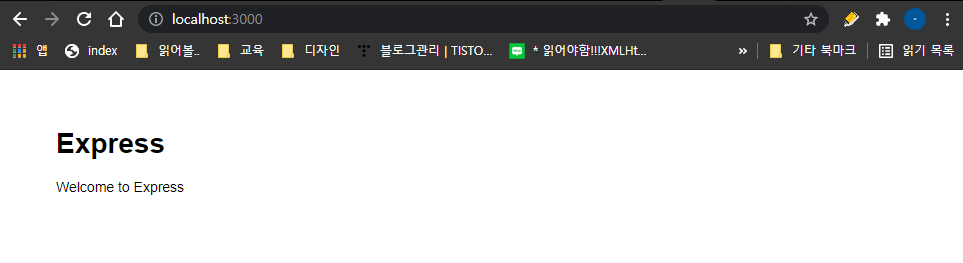 localhost:3000
앱 index 읽어볼.. 교육 디자인 블로그관리 | TISTO... * 읽어야함!!!XMLHt... » 기타 북마크 읽기 목록
Express
Welcome to Express